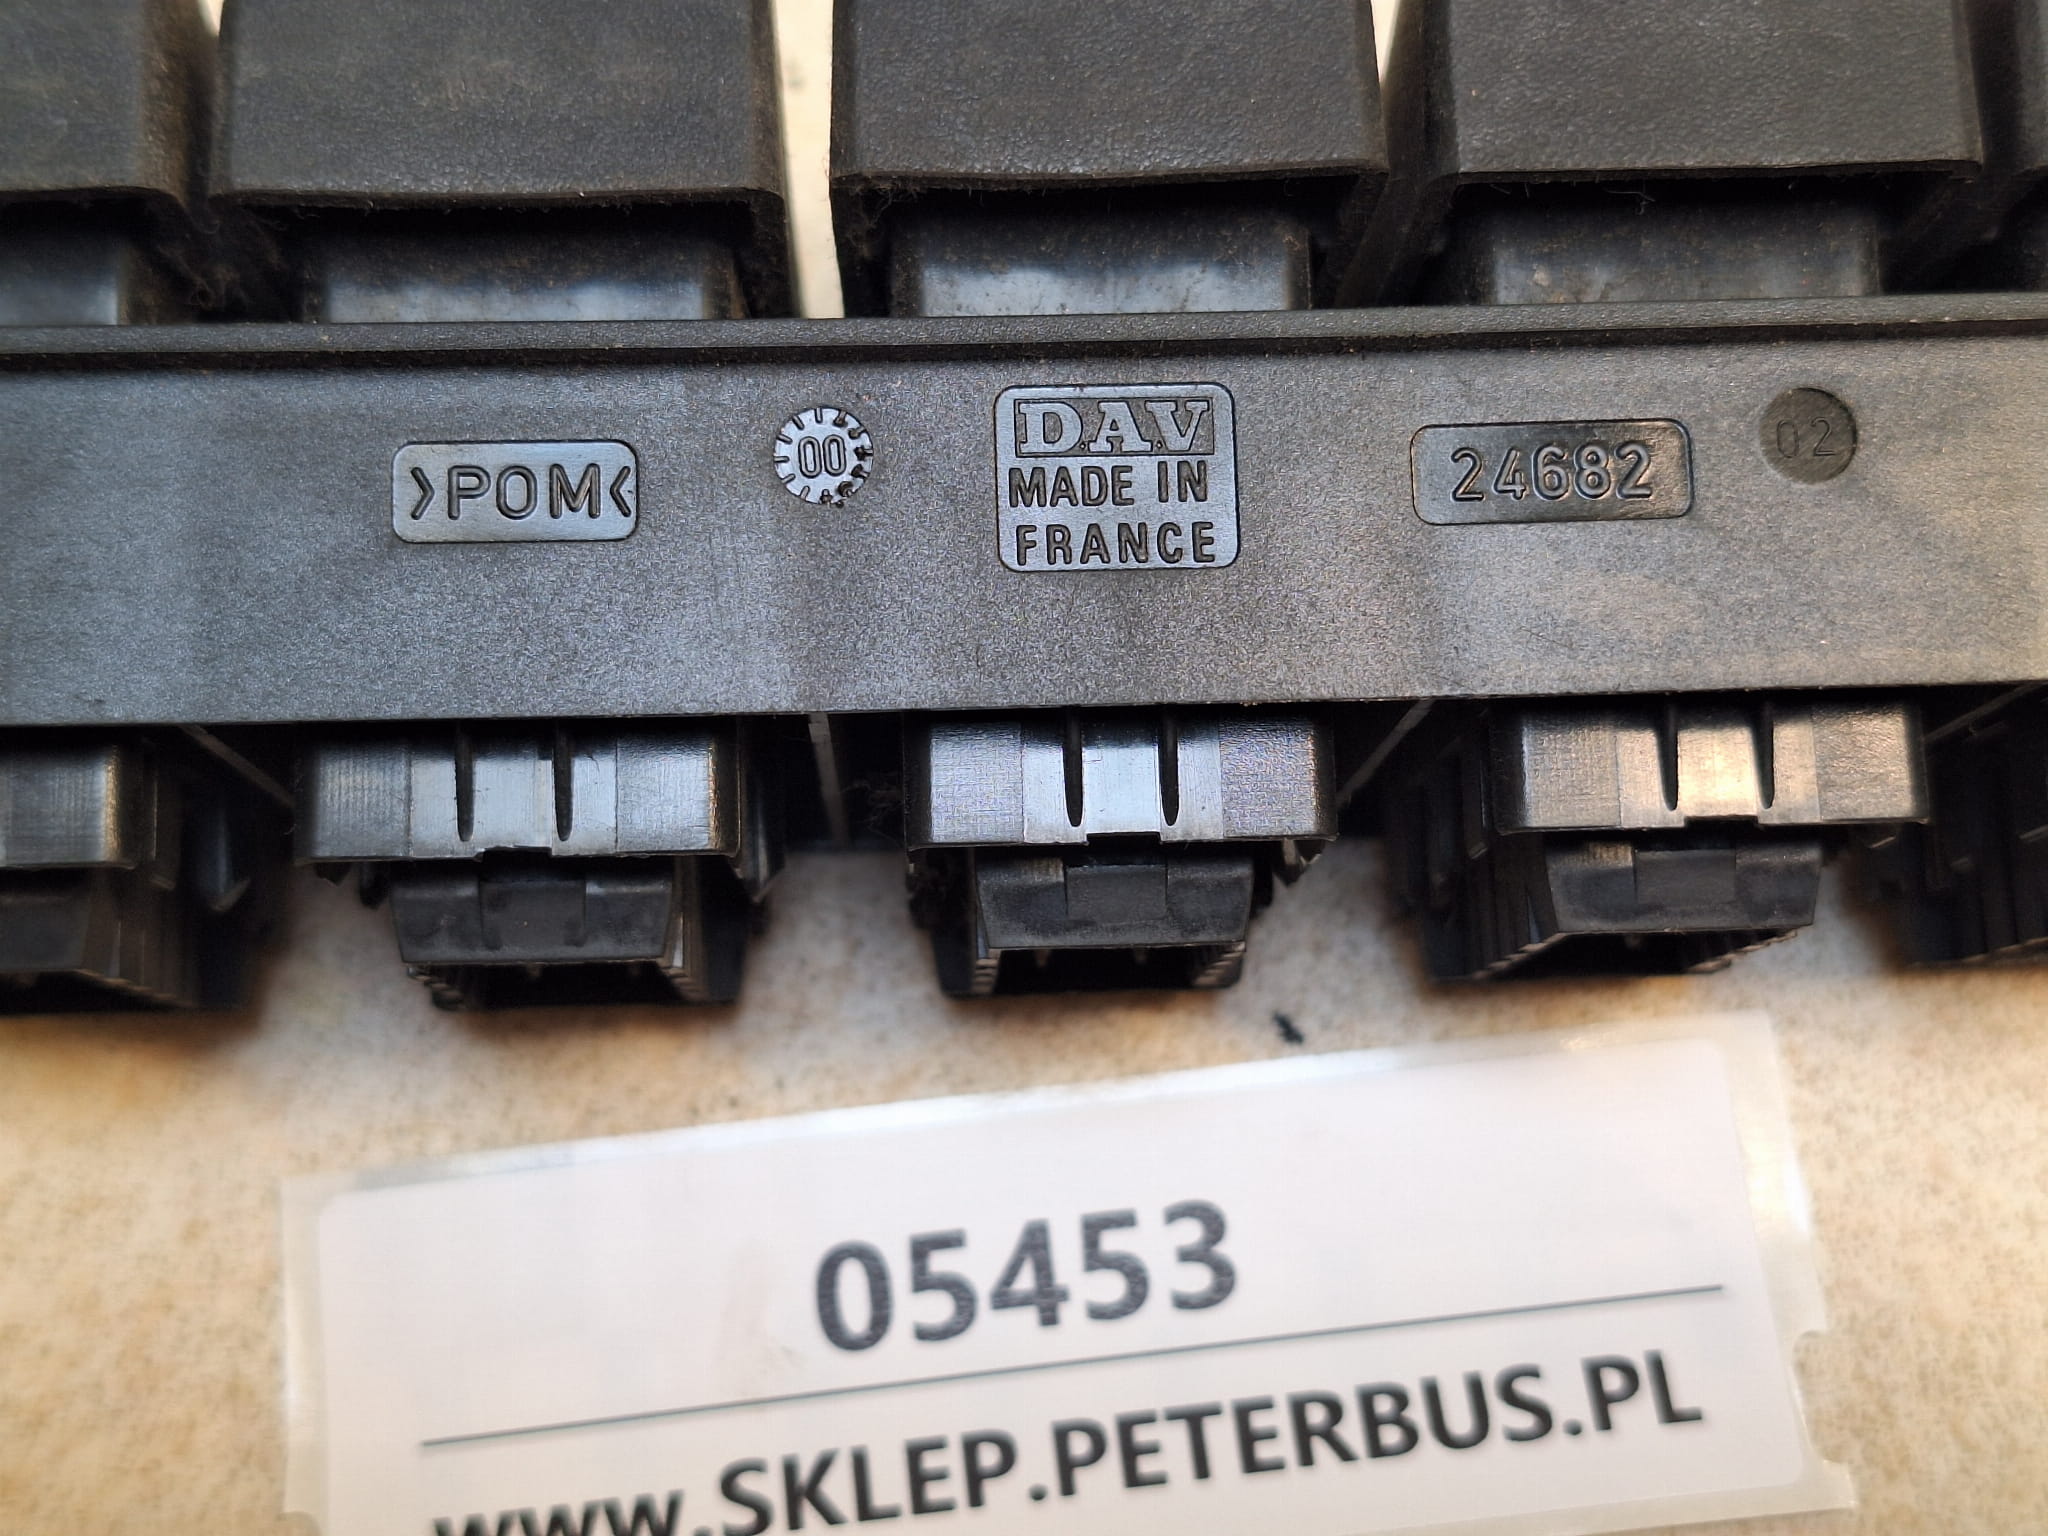 >POM<
00
D.A.V
MADE IN
FRANCE
24682
02
05453
www.SKLEP.PETERBUS.PL